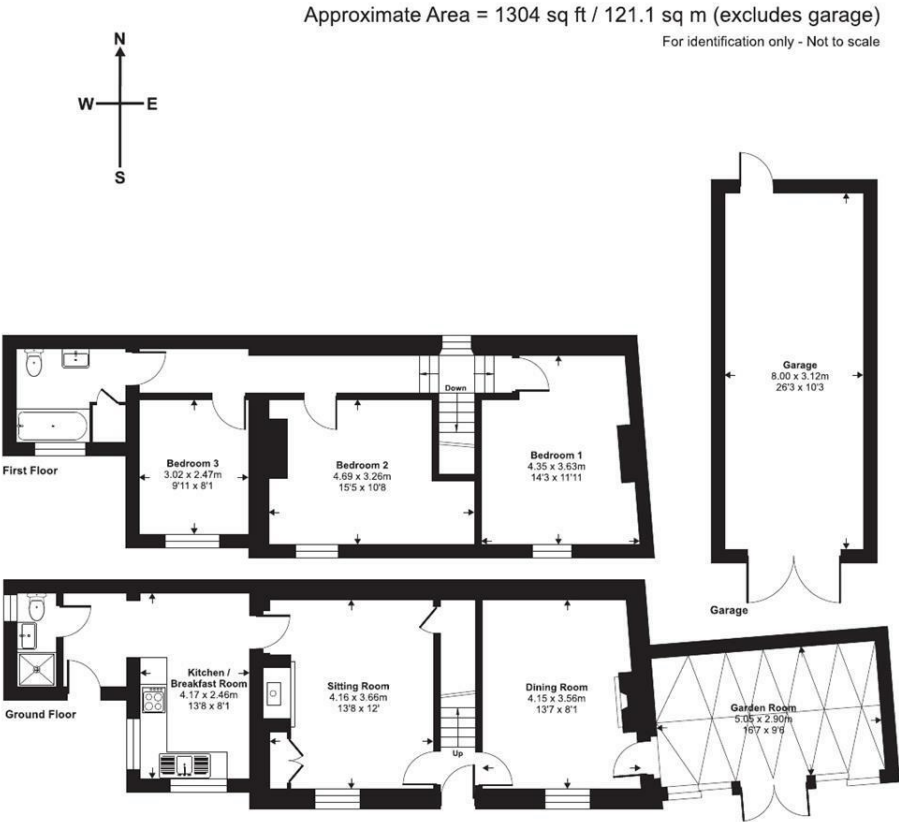 Approximate Area = 1304 sq ft / 121.1 sq m (excludes garage)
For identification only - Not to scale
N
W E
S
Garage
8.00 x 3.12m
26'3 x 10'3
Down
First Floor
Bedroom 3
3.02 x 2.47m
9'11 x 8'1
Bedroom 2
4.69 x 3.26m
15'5 x 10'8
Bedroom 1
4.35 x 3.63m
14'3 x 11'11
Garage
Kitchen /
Breakfast Room
4.17 x 2.46m
13'8 x 8'1
Sitting Room
4.16 x 3.66m
13'8 x 12'
Dining Room
4.15 x 3.56m
13'7 x 8'1
Garden Room
5.05 x 2.90m
16'7 x 9'6
Ground Floor
Up